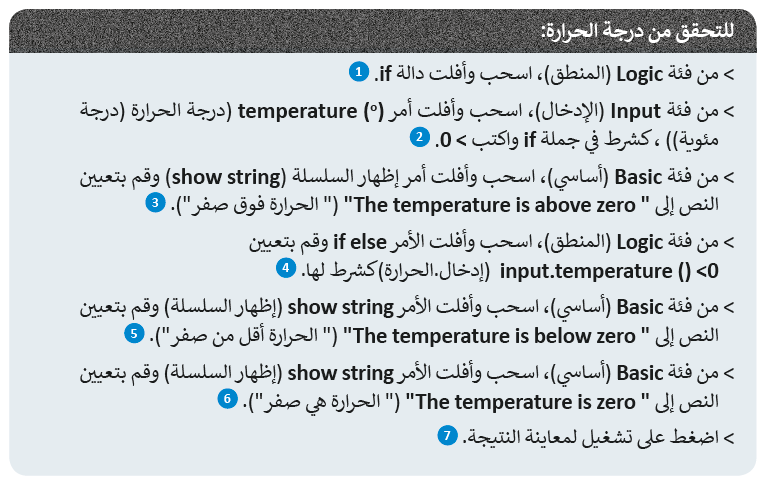 للتحقق من درجة الحرارة:
> من فئة Logic (المنطق)، اسحب وأفلت دالة if. 1
> من فئة Input (الإدخال)، اسحب وأفلت أمر temperature (°) (درجة الحرارة (درجة
مئوية)) ، كشرط في جملة if واكتب > 0. 2
> من فئة Basic (أساسي)، اسحب وأفلت أمر إظهار السلسلة (show string) وقم بتعيين
النص إلى " The temperature is above zero" (" الحرارة فوق صفر"). 3
> من فئة Logic (المنطق)، اسحب وأفلت الأمر if else وقم بتعيين
input.temperature () <0 (إدخال.الحرارة)كشرط لها. 4
> من فئة Basic (أساسي)، اسحب وأفلت الأمر show string (إظهار السلسلة) وقم بتعيين
النص إلى " The temperature is below zero" (" الحرارة أقل من صفر"). 5
> من فئة Basic (أساسي)، اسحب وأفلت الأمر show string (إظهار السلسلة) وقم بتعيين
النص إلى " The temperature is zero" (" الحرارة هي صفر"). 6
> اضغط على تشغيل لمعاينة النتيجة. 7